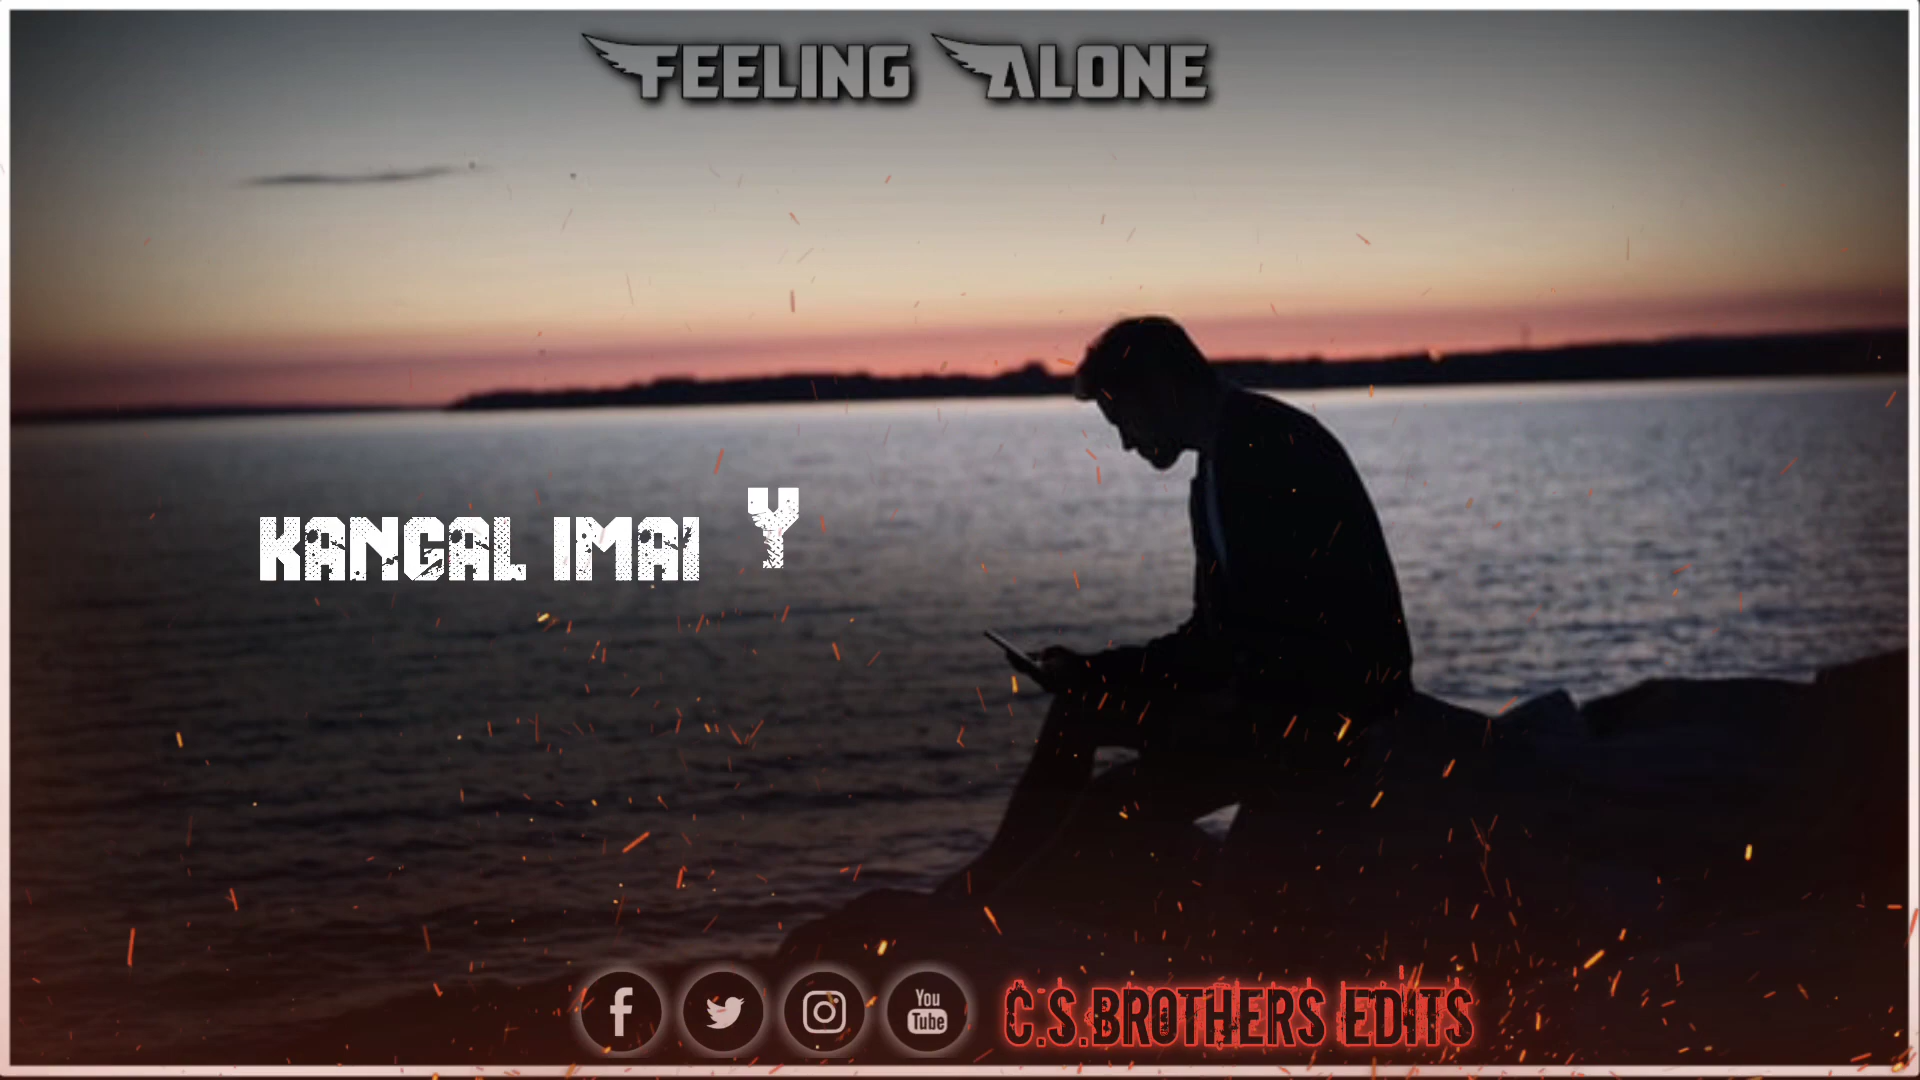 FEELING ALONE
KANGAL IMAI Y
You
Tube
C.S.BROTHERS EDITS